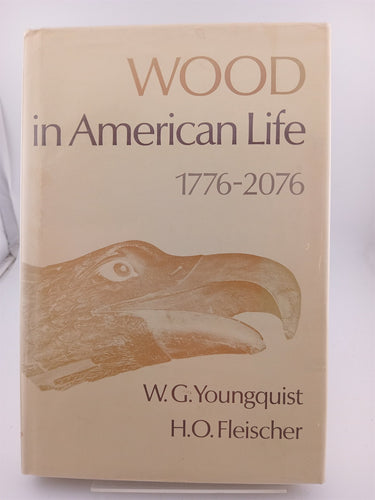 WOOD
in American Life
1776-2076
W. G. Youngquist
H. O. Fleischer